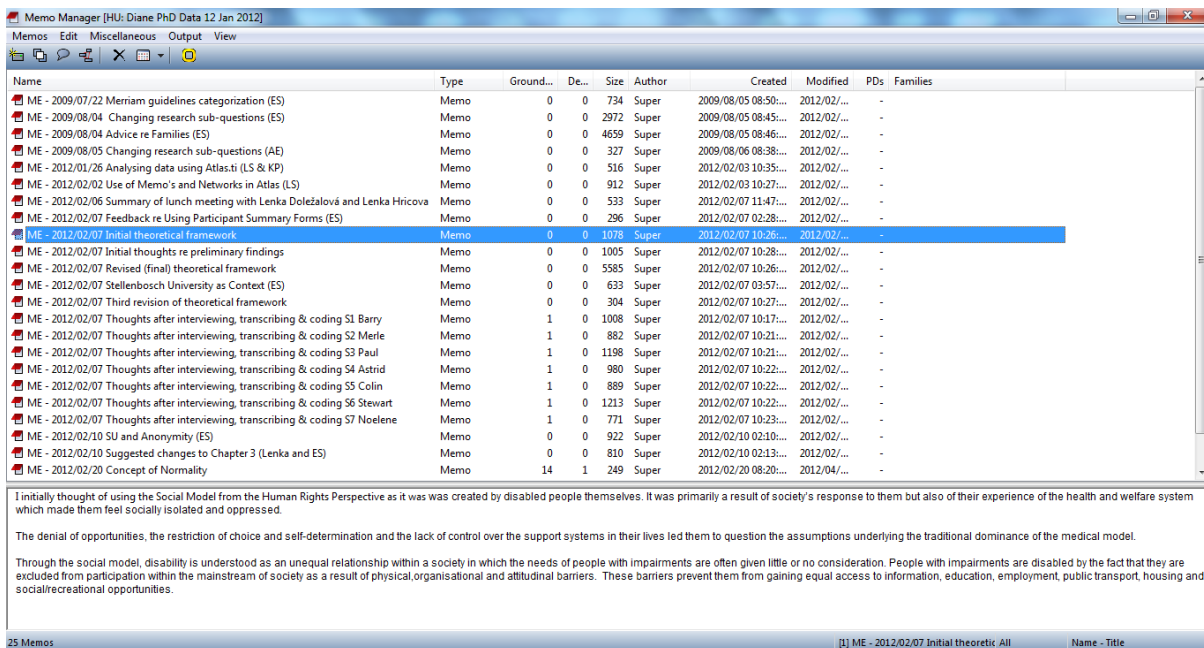 Memo Manager [HU: Diane PhD Data 12 Jan 2012]
Memos Edit Miscellaneous Output View
Name Type Ground... De... Size Author Created Modified PDs Families
ME - 2009/07/22 Merriam guidelines categorization (ES) Memo 0 0 734 Super 2009/08/05 08:50:... 2012/02/... -
ME - 2009/08/04 Changing research sub-questions (ES) Memo 0 0 2972 Super 2009/08/05 08:45:... 2012/02/... -
ME - 2009/08/04 Advice re Families (ES) Memo 0 0 4659 Super 2009/08/05 08:46:... 2012/02/... -
ME - 2009/08/05 Changing research sub-questions (AE) Memo 0 0 327 Super 2009/08/06 08:38:... 2012/02/... -
ME - 2012/01/26 Analysing data using Atlas.ti (LS & KP) Memo 0 0 516 Super 2012/02/03 10:35:... 2012/02/... -
ME - 2012/02/02 Use of Memo's and Networks in Atlas (LS) Memo 0 0 912 Super 2012/02/03 10:27:... 2012/02/... -
ME - 2012/02/06 Summary of lunch meeting with Lenka Doležalová and Lenka Hricova Memo 0 0 533 Super 2012/02/07 11:47:... 2012/02/... -
ME - 2012/02/07 Feedback re Using Participant Summary Forms (ES) Memo 0 0 296 Super 2012/02/07 02:28:... 2012/02/... -
ME - 2012/02/07 Initial theoretical framework Memo 0 0 1078 Super 2012/02/07 10:26:... 2012/02/... -
ME - 2012/02/07 Initial thoughts re preliminary findings Memo 0 0 1005 Super 2012/02/07 10:28:... 2012/02/... -
ME - 2012/02/07 Revised (final) theoretical framework Memo 0 0 5585 Super 2012/02/07 10:26:... 2012/02/... -
ME - 2012/02/07 Stellenbosch University as Context (ES) Memo 0 0 633 Super 2012/02/07 03:57:... 2012/02/... -
ME - 2012/02/07 Third revision of theoretical framework Memo 0 0 304 Super 2012/02/07 10:27:... 2012/02/... -
ME - 2012/02/07 Thoughts after interviewing, transcribing & coding S1 Barry Memo 1 0 1008 Super 2012/02/07 10:17:... 2012/02/... -
ME - 2012/02/07 Thoughts after interviewing, transcribing & coding S2 Merle Memo 1 0 882 Super 2012/02/07 10:21:... 2012/02/... -
ME - 2012/02/07 Thoughts after interviewing, transcribing & coding S3 Paul Memo 1 0 1198 Super 2012/02/07 10:21:... 2012/02/... -
ME - 2012/02/07 Thoughts after interviewing, transcribing & coding S4 Astrid Memo 1 0 980 Super 2012/02/07 10:22:... 2012/02/... -
ME - 2012/02/07 Thoughts after interviewing, transcribing & coding S5 Colin Memo 1 0 889 Super 2012/02/07 10:22:... 2012/02/... -
ME - 2012/02/07 Thoughts after interviewing, transcribing & coding S6 Stewart Memo 1 0 1213 Super 2012/02/07 10:22:... 2012/02/... -
ME - 2012/02/07 Thoughts after interviewing, transcribing & coding S7 Noelene Memo 1 0 771 Super 2012/02/07 10:23:... 2012/02/... -
ME - 2012/02/10 SU and Anonymity (ES) Memo 0 0 922 Super 2012/02/10 02:10:... 2012/02/... -
ME - 2012/02/10 Suggested changes to Chapter 3 (Lenka and ES) Memo 0 0 810 Super 2012/02/10 02:13:... 2012/02/... -
ME - 2012/02/20 Concept of Normality Memo 14 1 249 Super 2012/02/20 08:20:... 2012/04/... -
I initially thought of using the Social Model from the Human Rights Perspective as it was was created by disabled people themselves. It was primarily a result of society's response to them but also of their experience of the health and welfare system
which made them feel socially isolated and oppressed.
The denial of opportunities, the restriction of choice and self-determination and the lack of control over the support systems in their lives led them to question the assumptions underlying the traditional dominance of the medical model.
Through the social model, disability is understood as an unequal relationship within a society in which the needs of people with impairments are often given little or no consideration. People with impairments are disabled by the fact that they are
excluded from participation within the mainstream of society as a result of physical,organisational and attitudinal barriers. These barriers prevent them from gaining equal access to information, education, employment, public transport, housing and
social/recreational opportunities.
25 Memos [1] ME - 2012/02/07 Initial theoretic All Name - Title